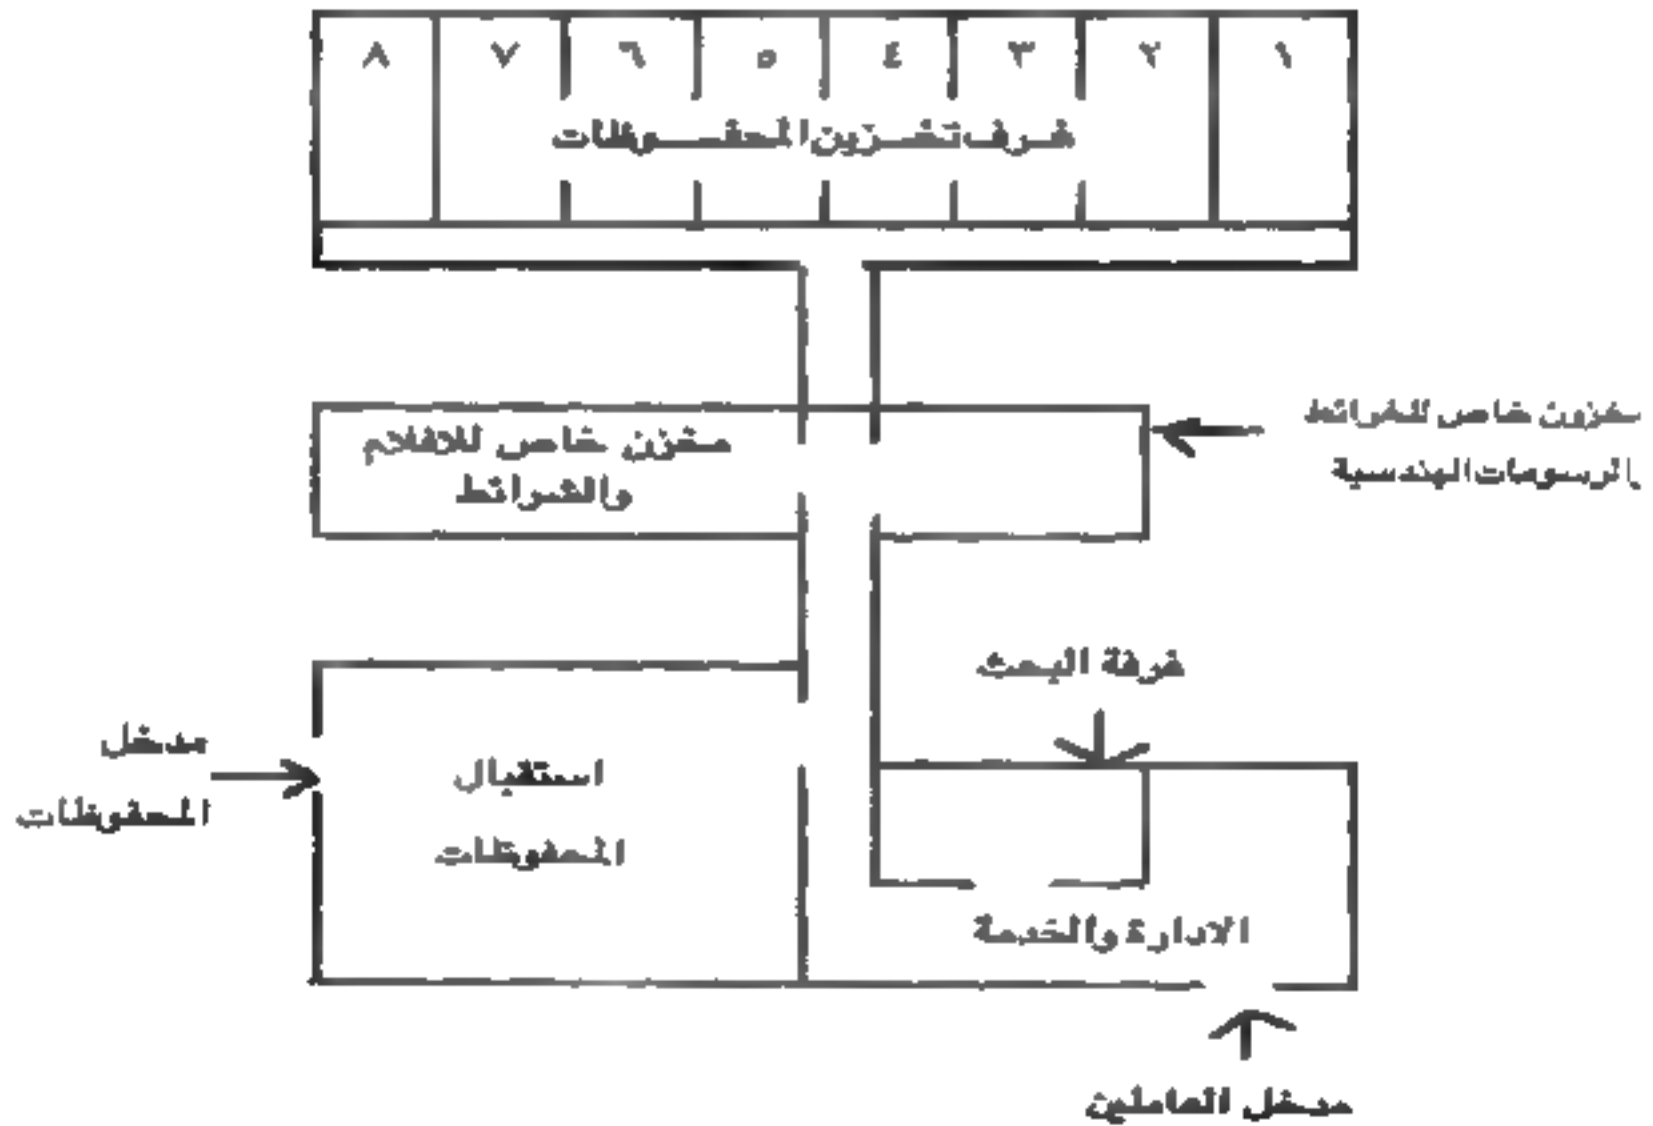 ١ ٢ ٣ ٤ ٥ ٦ ٧ ٨
غرف تخزين المحفوظات
مخزون خاص للخرائط
والرسومات الهندسية
مخزن خاص للافلام
والشرائط
غرفة البحث
مدخل
المحفوظات
استقبال
المحفوظات
الادارة والخدمة
مدخل العاملين